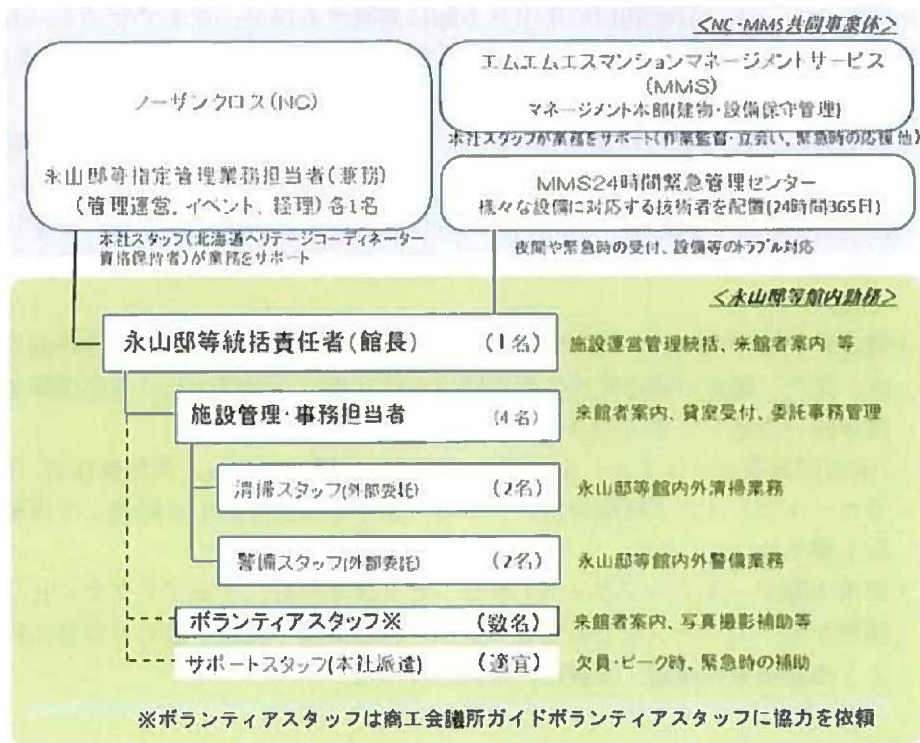 <NC・MMS共同事業体>
ノーザンクロス(NC)
永山邸等指定管理業務担当者(兼務)
(管理運営、イベント、経理)各1名
本社スタッフ(北海道ヘリテージコーディネーター
資格保持者)が業務をサポート
エムエムエスマンションマネージメントサービス
(MMS)
マネージメント本部(建物・設備保守管理)
本社スタッフが業務をサポート(作業監督・立会い、緊急時の応援他)
MMS24時間緊急管理センター
様々な設備に対応する技術者を配置(24時間365日)
夜間や緊急時の受付、設備等のトラブル対応
<永山邸等館内勤務>
永山邸等統括責任者(館長) (1名) 施設運営管理統括、来館者案内 等
施設管理・事務担当者 (4名) 来館者案内、貸室受付、委託事務管理
清掃スタッフ(外部委託) (2名) 永山邸等館内外清掃業務
警備スタッフ(外部委託) (2名) 永山邸等館内外警備業務
ボランティアスタッフ※ (数名) 来館者案内、写真撮影補助等
サポートスタッフ(本社派遣) (適宜) 欠員・ピーク時、緊急時の補助
※ボランティアスタッフは商工会議所ガイドボランティアスタッフに協力を依頼